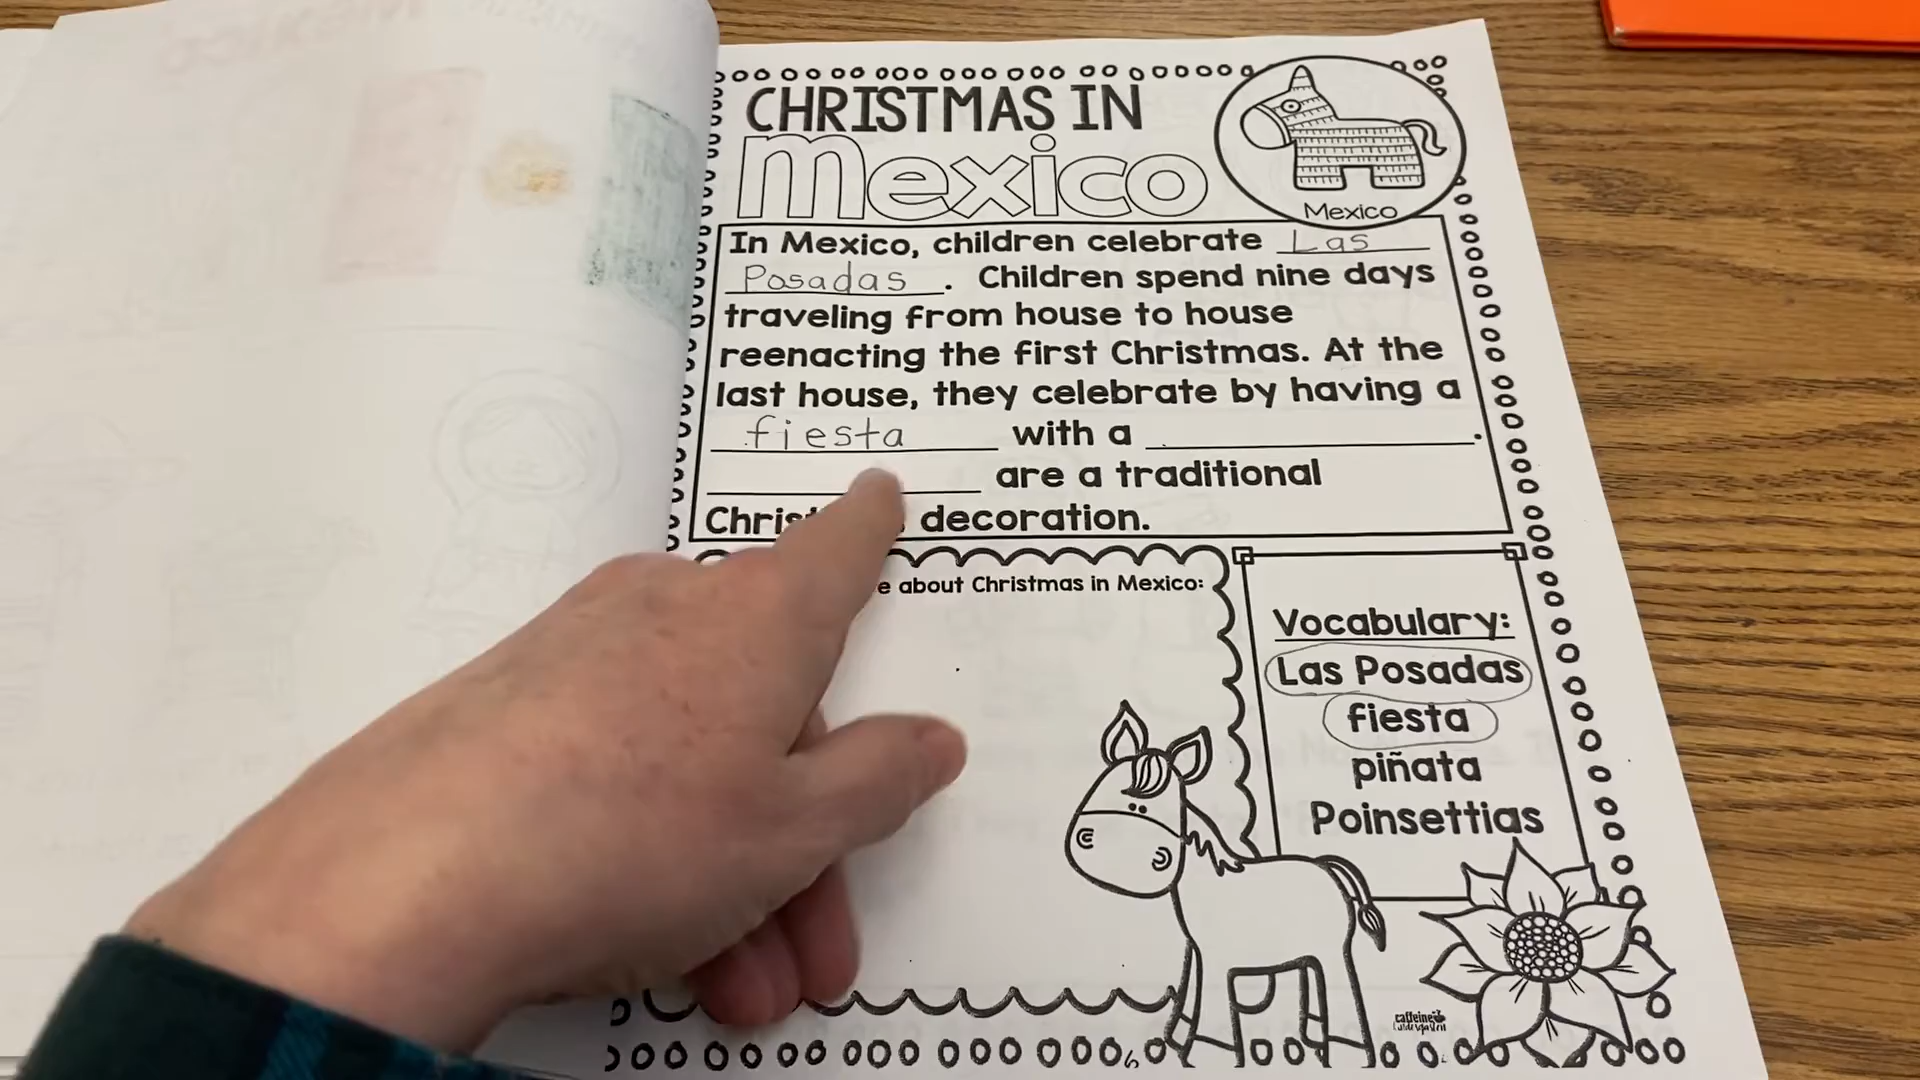 CHRISTMAS IN
Mexico
Mexico
In Mexico, children celebrate Las
Posadas. Children spend nine days
traveling from house to house
reenacting the first Christmas. At the
last house, they celebrate by having a
fiesta with a
are a traditional
decoration.
about Christmas in Mexico:
Vocabulary:
Las Posadas
fiesta
piñata
Poinsettias